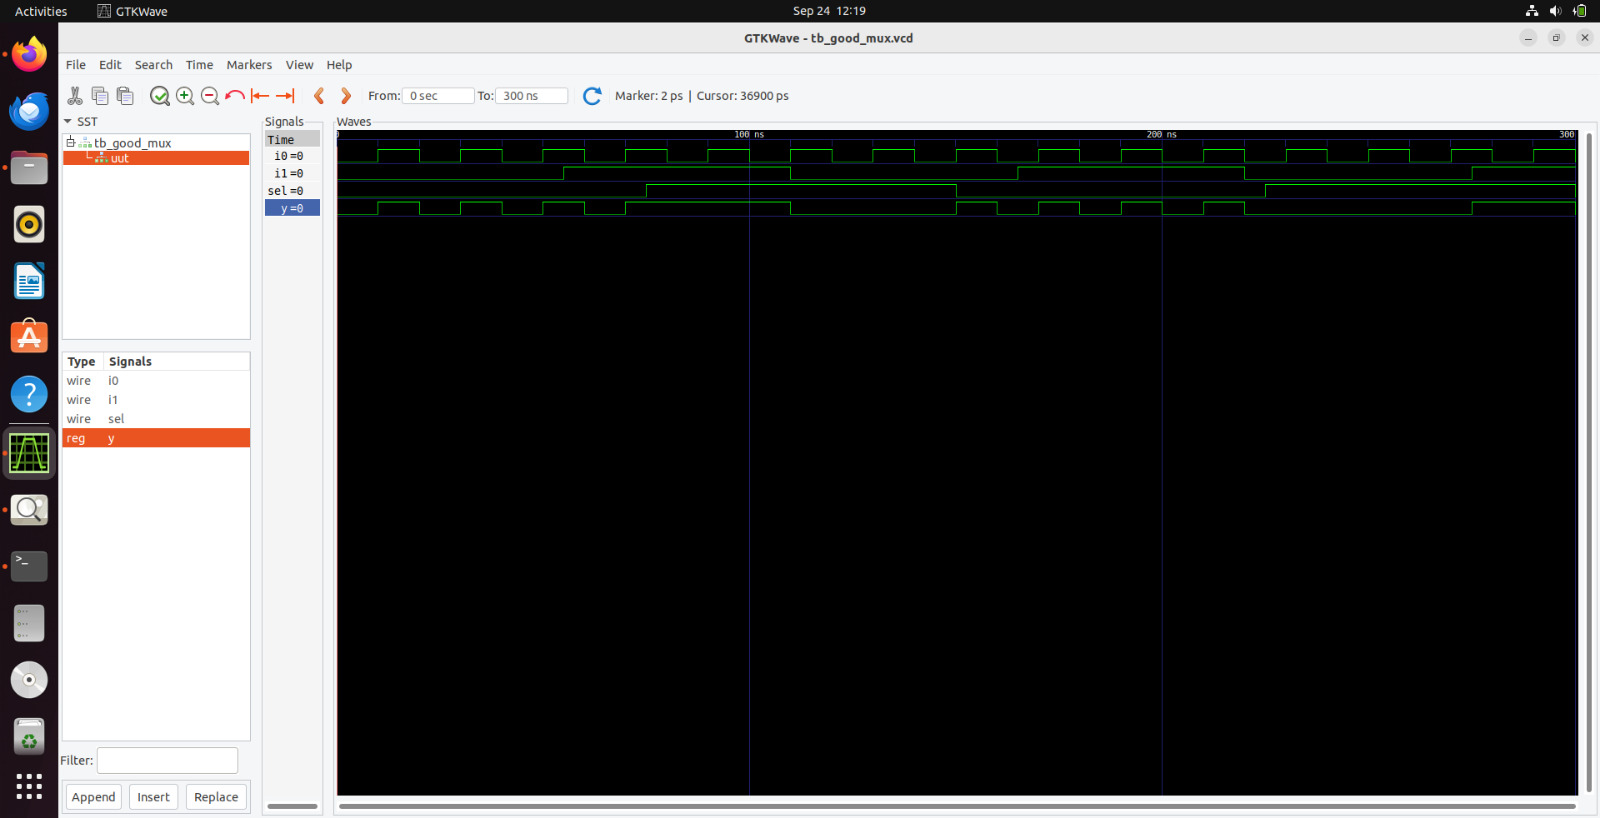 Activities GTKWave Sep 24 12:19
GTKWave - tb_good_mux.vcd
File Edit Search Time Markers View Help
From: 0 sec To: 300 ns Marker: 2 ps | Cursor: 36900 ps
SST
tb_good_mux
uut
Type Signals
wire i0
wire i1
wire sel
reg y
Filter:
Append Insert Replace
Signals
Time
i0=0
i1=0
sel=0
y=0
Waves
100 ns 200 ns 300